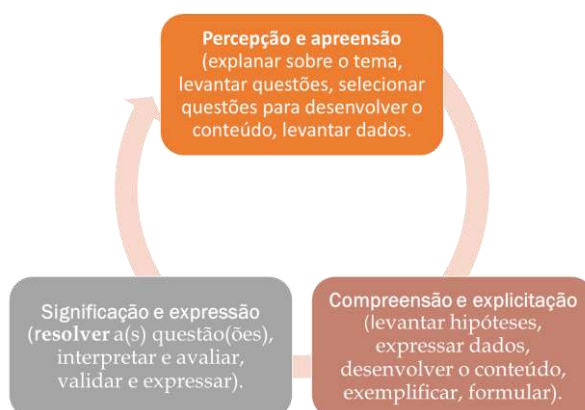 Percepção e apreensão
(explanar sobre o tema,
levantar questões, selecionar
questões para desenvolver o
conteúdo, levantar dados.
Significação e expressão
(resolver a(s) questão(ões),
interpretar e avaliar,
validar e expressar).
Compreensão e explicitação
(levantar hipóteses,
expressar dados,
desenvolver o conteúdo,
exemplificar, formular).